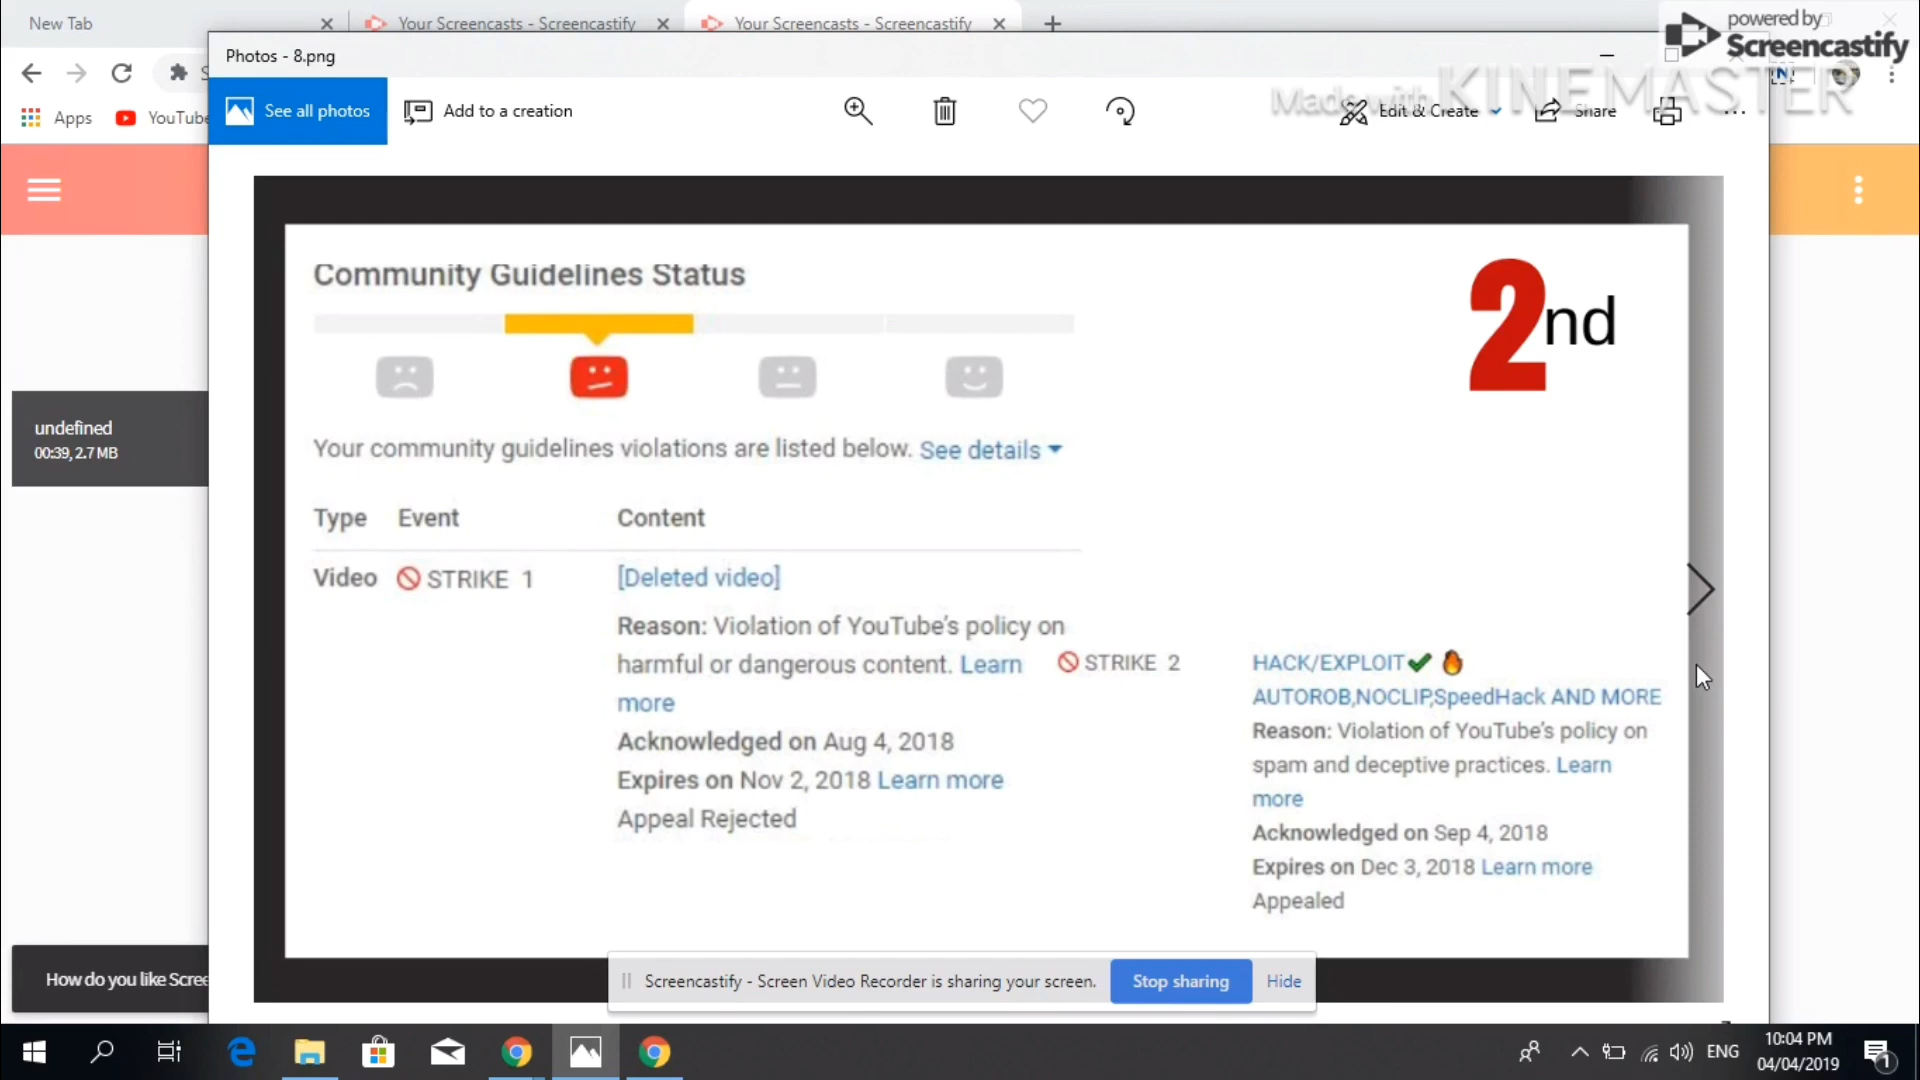 New Tab
Your Screencasts - Screencastify
Your Screencasts - Screencastify
powered by
Screencastify
Photos - 8.png
Made with KINEMASTER
Apps
YouTube
See all photos
Add to a creation
Edit & Create
Share
Community Guidelines Status
2nd
undefined
00:39, 2.7 MB
Your community guidelines violations are listed below. See details
Type Event Content
Video STRIKE 1 [Deleted video]
Reason: Violation of YouTube's policy on
harmful or dangerous content. Learn
more
Acknowledged on Aug 4, 2018
Expires on Nov 2, 2018 Learn more
Appeal Rejected
STRIKE 2
HACK/EXPLOIT
AUTOROB,NOCLIP,SpeedHack AND MORE
Reason: Violation of YouTube's policy on
spam and deceptive practices. Learn
more
Acknowledged on Sep 4, 2018
Expires on Dec 3, 2018 Learn more
Appealed
How do you like Scree
Screencastify - Screen Video Recorder is sharing your screen.
Stop sharing
Hide
ENG
10:04 PM
04/04/2019
1